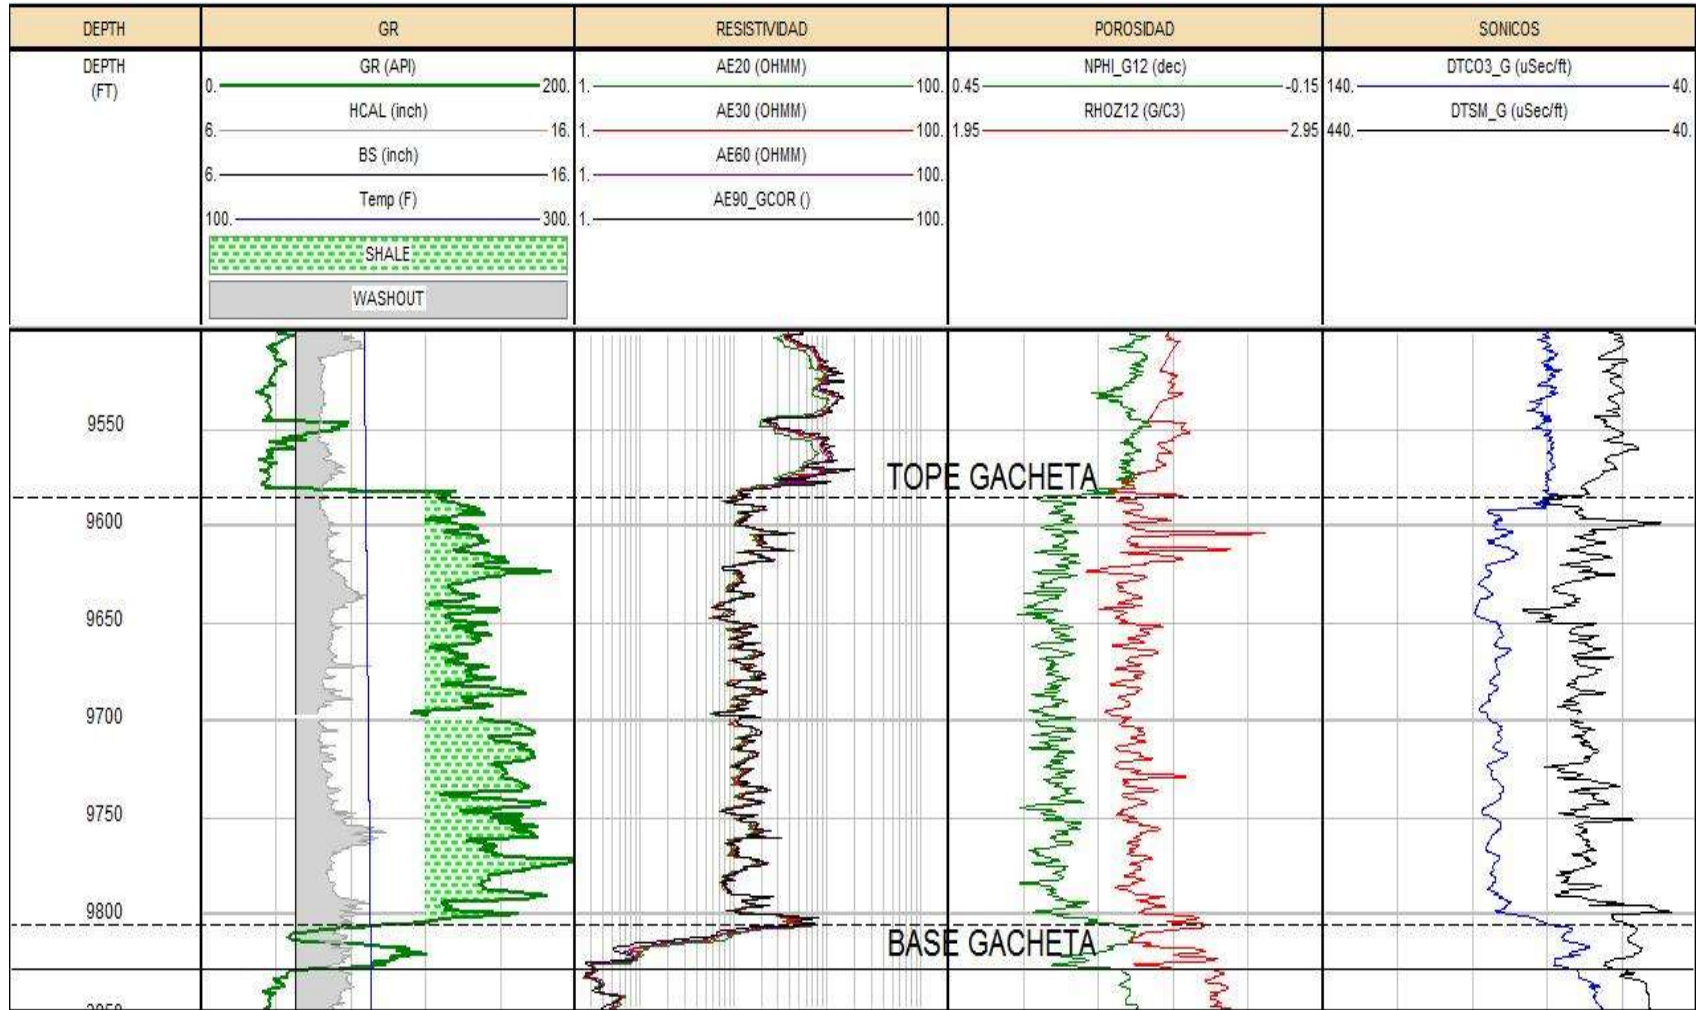 DEPTH GR RESISTIVIDAD POROSIDAD SONICOS
DEPTH
(FT)
GR (API)
0. 200.
HCAL (inch)
6. 16.
BS (inch)
6. 16.
Temp (F)
100. 300.
SHALE
WASHOUT
AE20 (OHMM)
1. 100.
AE30 (OHMM)
1. 100.
AE60 (OHMM)
1. 100.
AE90_GCOR ()
1. 100.
NPHI_G12 (dec)
0.45 -0.15
RHOZ12 (G/C3)
1.95 2.95
DTCO3_G (uSec/ft)
140. 40.
DTSM_G (uSec/ft)
440. 40.
9550
TOPE GACHETA
9600
9650
9700
9750
9800
BASE GACHETA